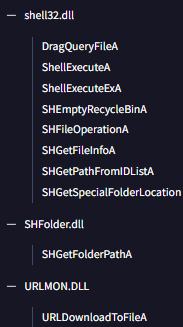 shell32.dll
DragQueryFileA
ShellExecuteA
ShellExecuteExA
SHEmptyRecycleBinA
SHFileOperationA
SHGetFileInfoA
SHGetPathFromIDListA
SHGetSpecialFolderLocation
SHFolder.dll
SHGetFolderPathA
URLMON.DLL
URLDownloadToFileA